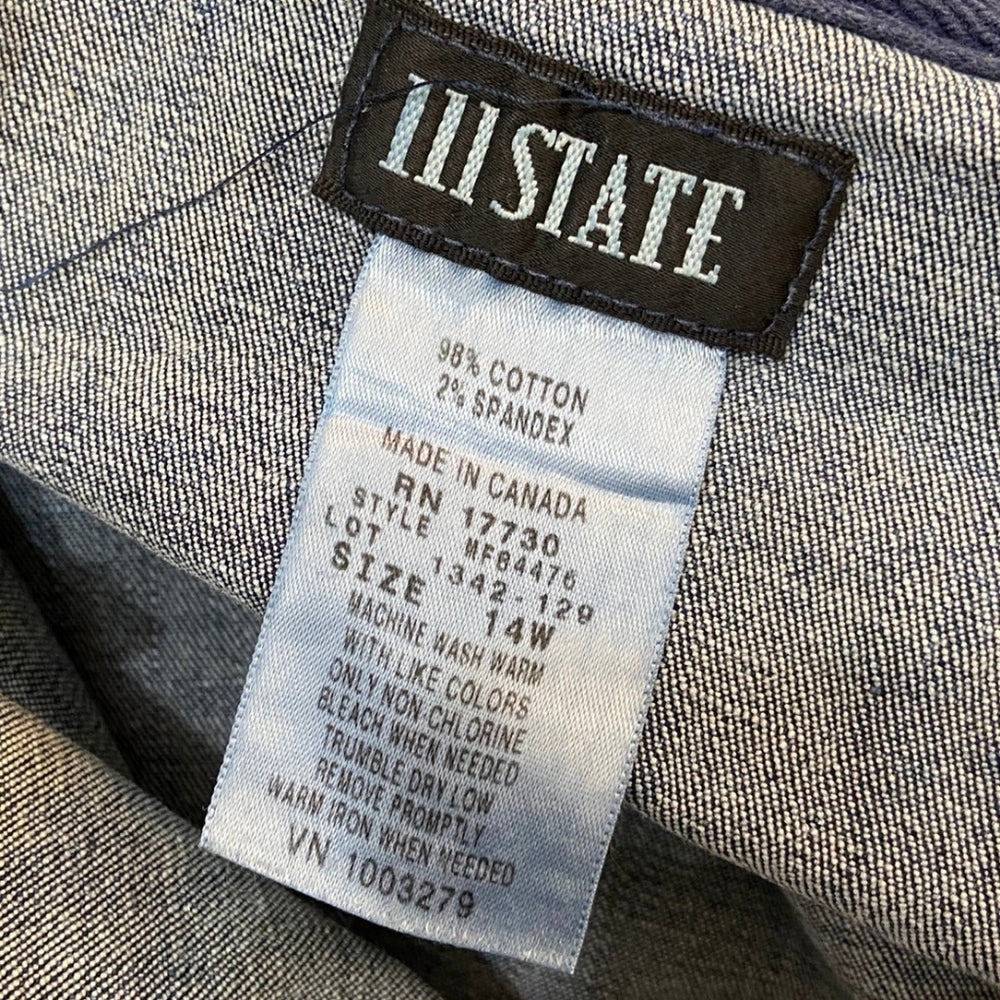 III STATE
98% COTTON
2% SPANDEX
MADE IN CANADA
RN 17730
STYLE MF84476
LOT 1342-129
SIZE 14W
MACHINE WASH WARM
WITH LIKE COLORS
ONLY NON-CHLORINE
BLEACH WHEN NEEDED
TRUMBLE DRY LOW
REMOVE PROMPTLY
WARM IRON WHEN NEEDED
VN 1003279